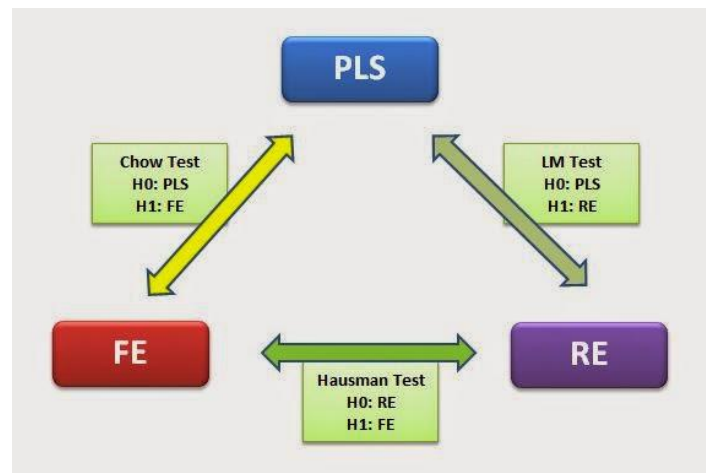 PLS
Chow Test
H0: PLS
H1: FE
LM Test
H0: PLS
H1: RE
FE
RE
Hausman Test
H0: RE
H1: FE